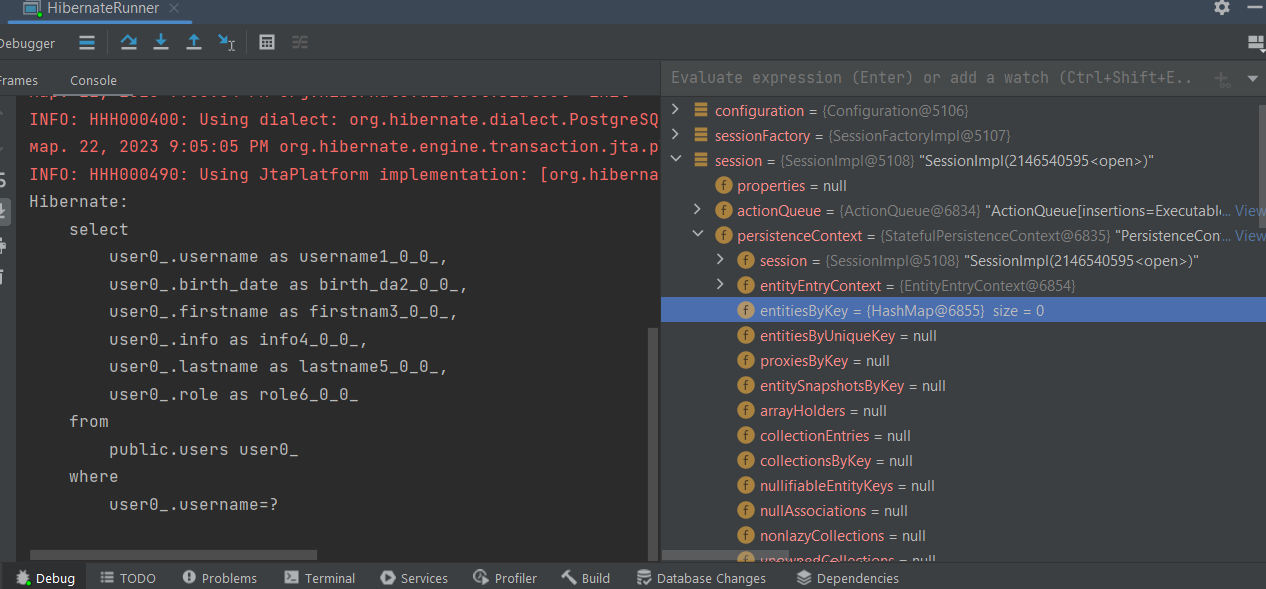 HibernateRunner
Debugger
Frames
Console
INFO: HHH000400: Using dialect: org.hibernate.dialect.PostgreSQ
мар. 22, 2023 9:05:05 PM org.hibernate.engine.transaction.jta.p
INFO: HHH000490: Using JtaPlatform implementation: [org.hiberna
Hibernate:
select
user0_.username as username1_0_0_,
user0_.birth_date as birth_da2_0_0_,
user0_.firstname as firstnam3_0_0_,
user0_.info as info4_0_0_,
user0_.lastname as lastname5_0_0_,
user0_.role as role6_0_0_
from
public.users user0_
where
user0_.username=?
Evaluate expression (Enter) or add a watch (Ctrl+Shift+E..
configuration = {Configuration@5106}
sessionFactory = {SessionFactoryImpl@5107}
session = {SessionImpl@5108} "SessionImpl(2146540595<open>)"
properties = null
actionQueue = {ActionQueue@6834} "ActionQueue[insertions=Executabl... View
persistenceContext = {StatefulPersistenceContext@6835} "PersistenceCon... View
session = {SessionImpl@5108} "SessionImpl(2146540595<open>)"
entityEntryContext = {EntityEntryContext@6854}
entitiesByKey = {HashMap@6855} size = 0
entitiesByUniqueKey = null
proxiesByKey = null
entitySnapshotsByKey = null
arrayHolders = null
collectionEntries = null
collectionsByKey = null
nullifiableEntityKeys = null
nullAssociations = null
nonlazyCollections = null
unownedCollections = null
Debug
TODO
Problems
Terminal
Services
Profiler
Build
Database Changes
Dependencies